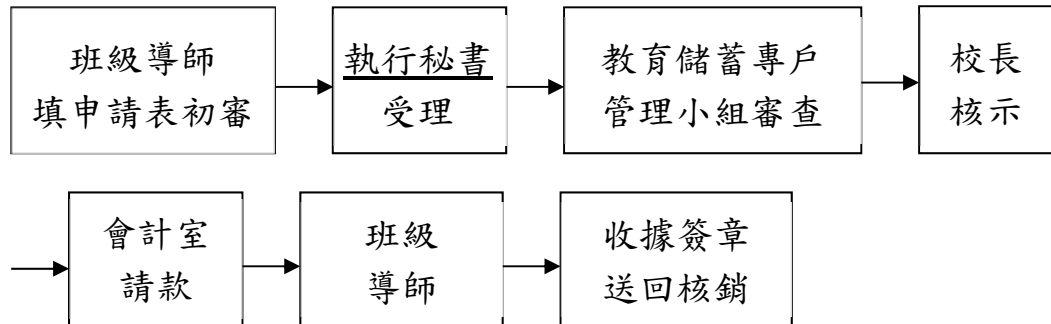 班級導師
填申請表初審
執行秘書
受理
教育儲蓄專戶
管理小組審查
校長
核示
會計室
請款
班級
導師
收據簽章
送回核銷